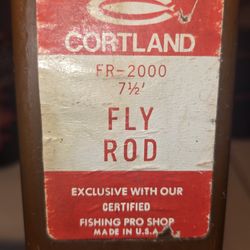 CORTLAND
FR-2000
7½'
FLY
ROD
EXCLUSIVE WITH OUR
CERTIFIED
FISHING PRO SHOP
MADE IN U.S.A.